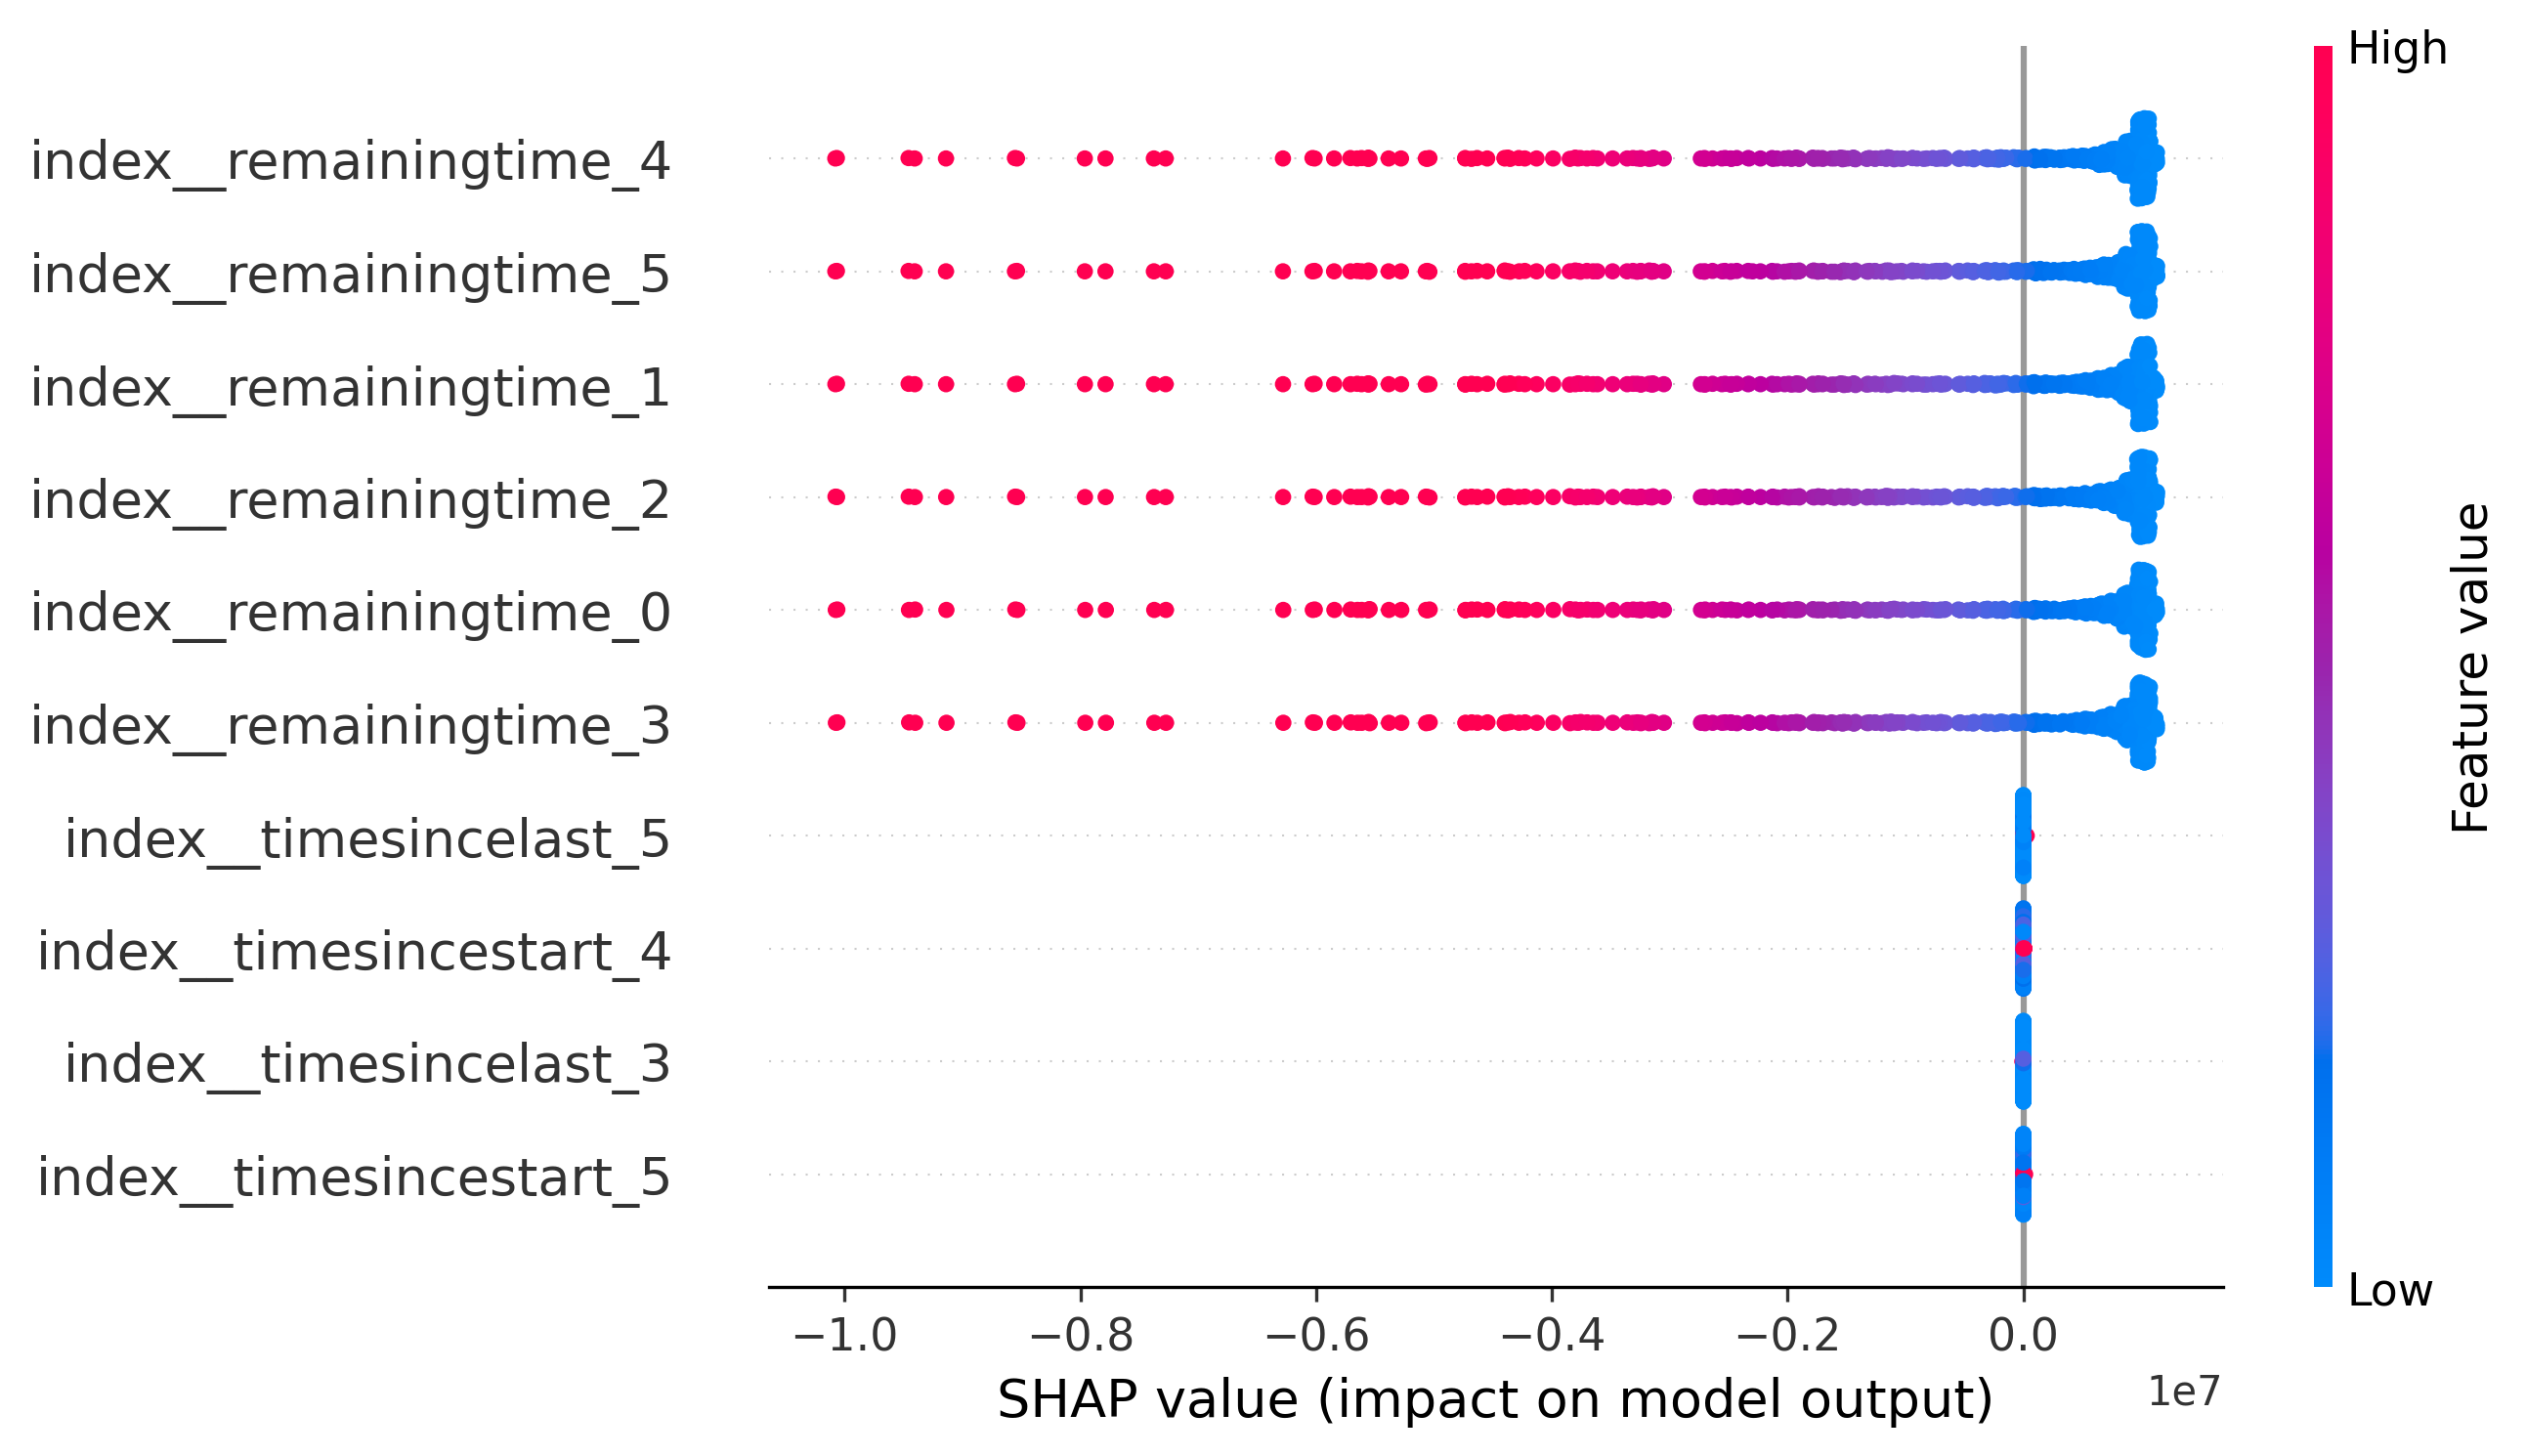 High
index__remainingtime_4
index__remainingtime_5
index__remainingtime_1
index__remainingtime_2
index__remainingtime_0
index__remainingtime_3
index__timesincelast_5
index__timesincestart_4
index__timesincelast_3
index__timesincestart_5
Feature value
Low
−1.0 −0.8 −0.6 −0.4 −0.2 0.0
1e7
SHAP value (impact on model output)